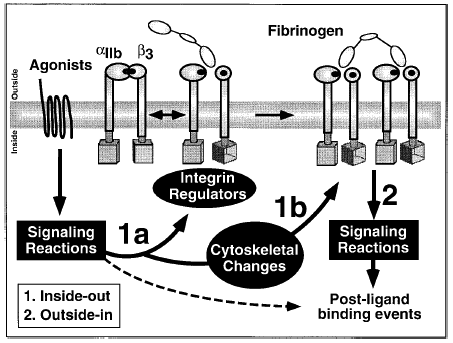 Fibrinogen
αIIb
β3
Agonists
Outside
Inside
Integrin
Regulators
1a
1b
2
Signaling
Reactions
Cytoskeletal
Changes
Signaling
Reactions
1. Inside-out
2. Outside-in
Post-ligand
binding events